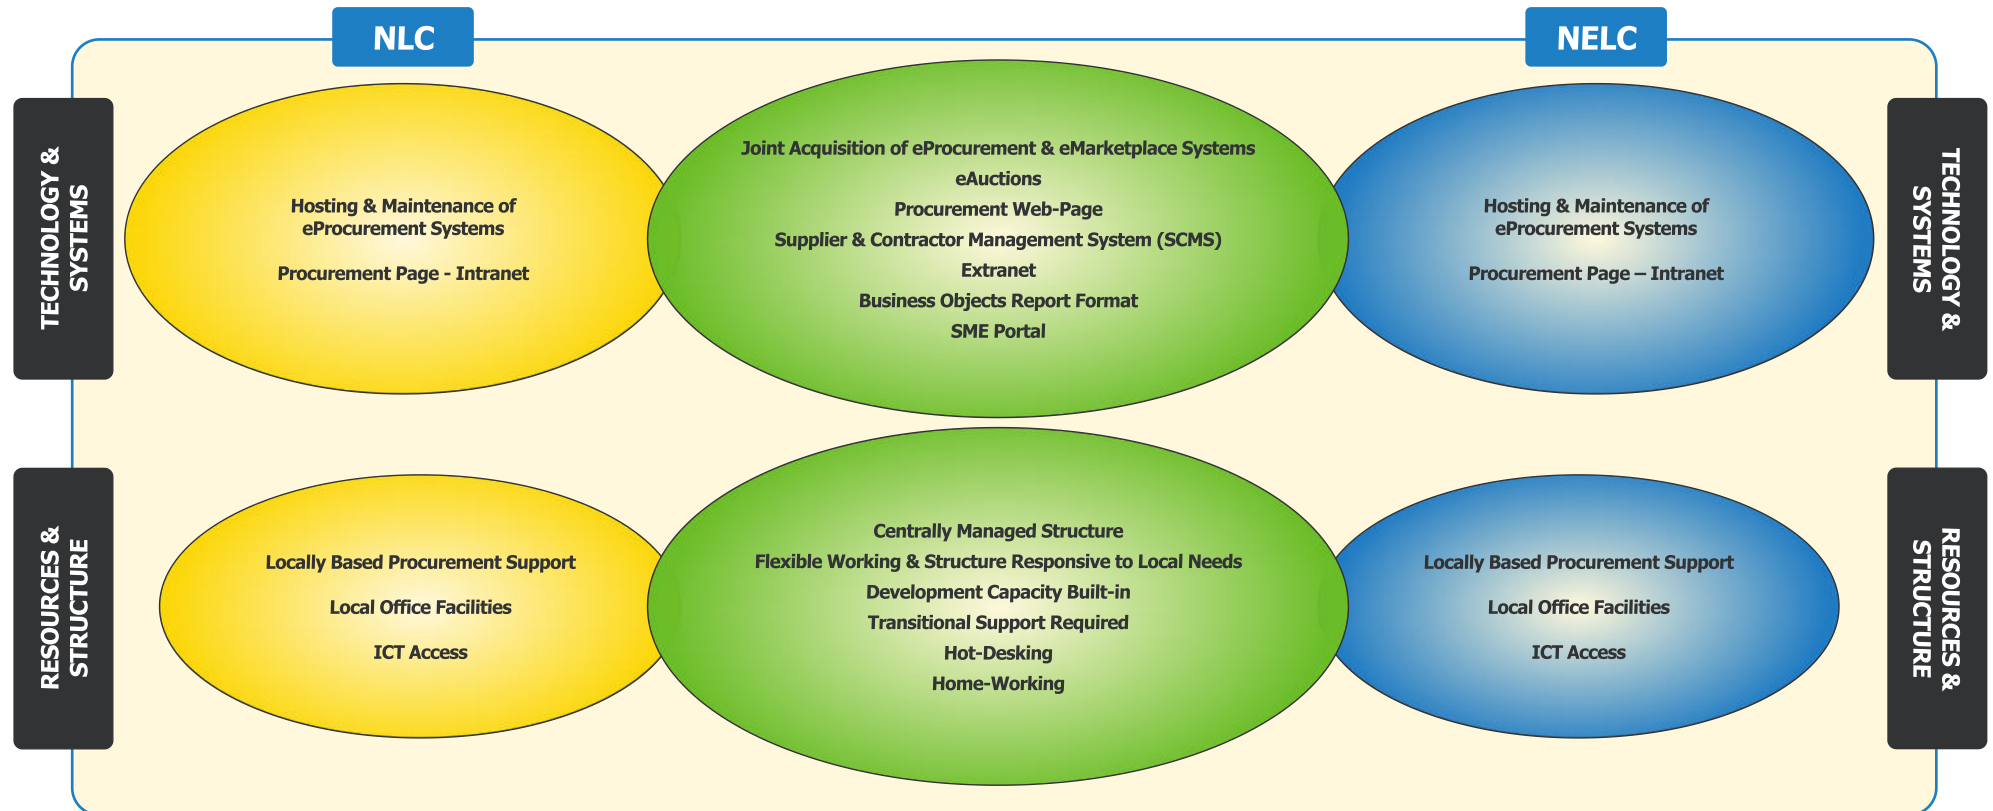 NLC
NELC
TECHNOLOGY &
SYSTEMS
Hosting & Maintenance of
eProcurement Systems
Procurement Page - Intranet
Joint Acquisition of eProcurement & eMarketplace Systems
eAuctions
Procurement Web-Page
Supplier & Contractor Management System (SCMS)
Extranet
Business Objects Report Format
SME Portal
Hosting & Maintenance of
eProcurement Systems
Procurement Page – Intranet
TECHNOLOGY &
SYSTEMS
RESOURCES &
STRUCTURE
Locally Based Procurement Support
Local Office Facilities
ICT Access
Centrally Managed Structure
Flexible Working & Structure Responsive to Local Needs
Development Capacity Built-in
Transitional Support Required
Hot-Desking
Home-Working
Locally Based Procurement Support
Local Office Facilities
ICT Access
RESOURCES &
STRUCTURE